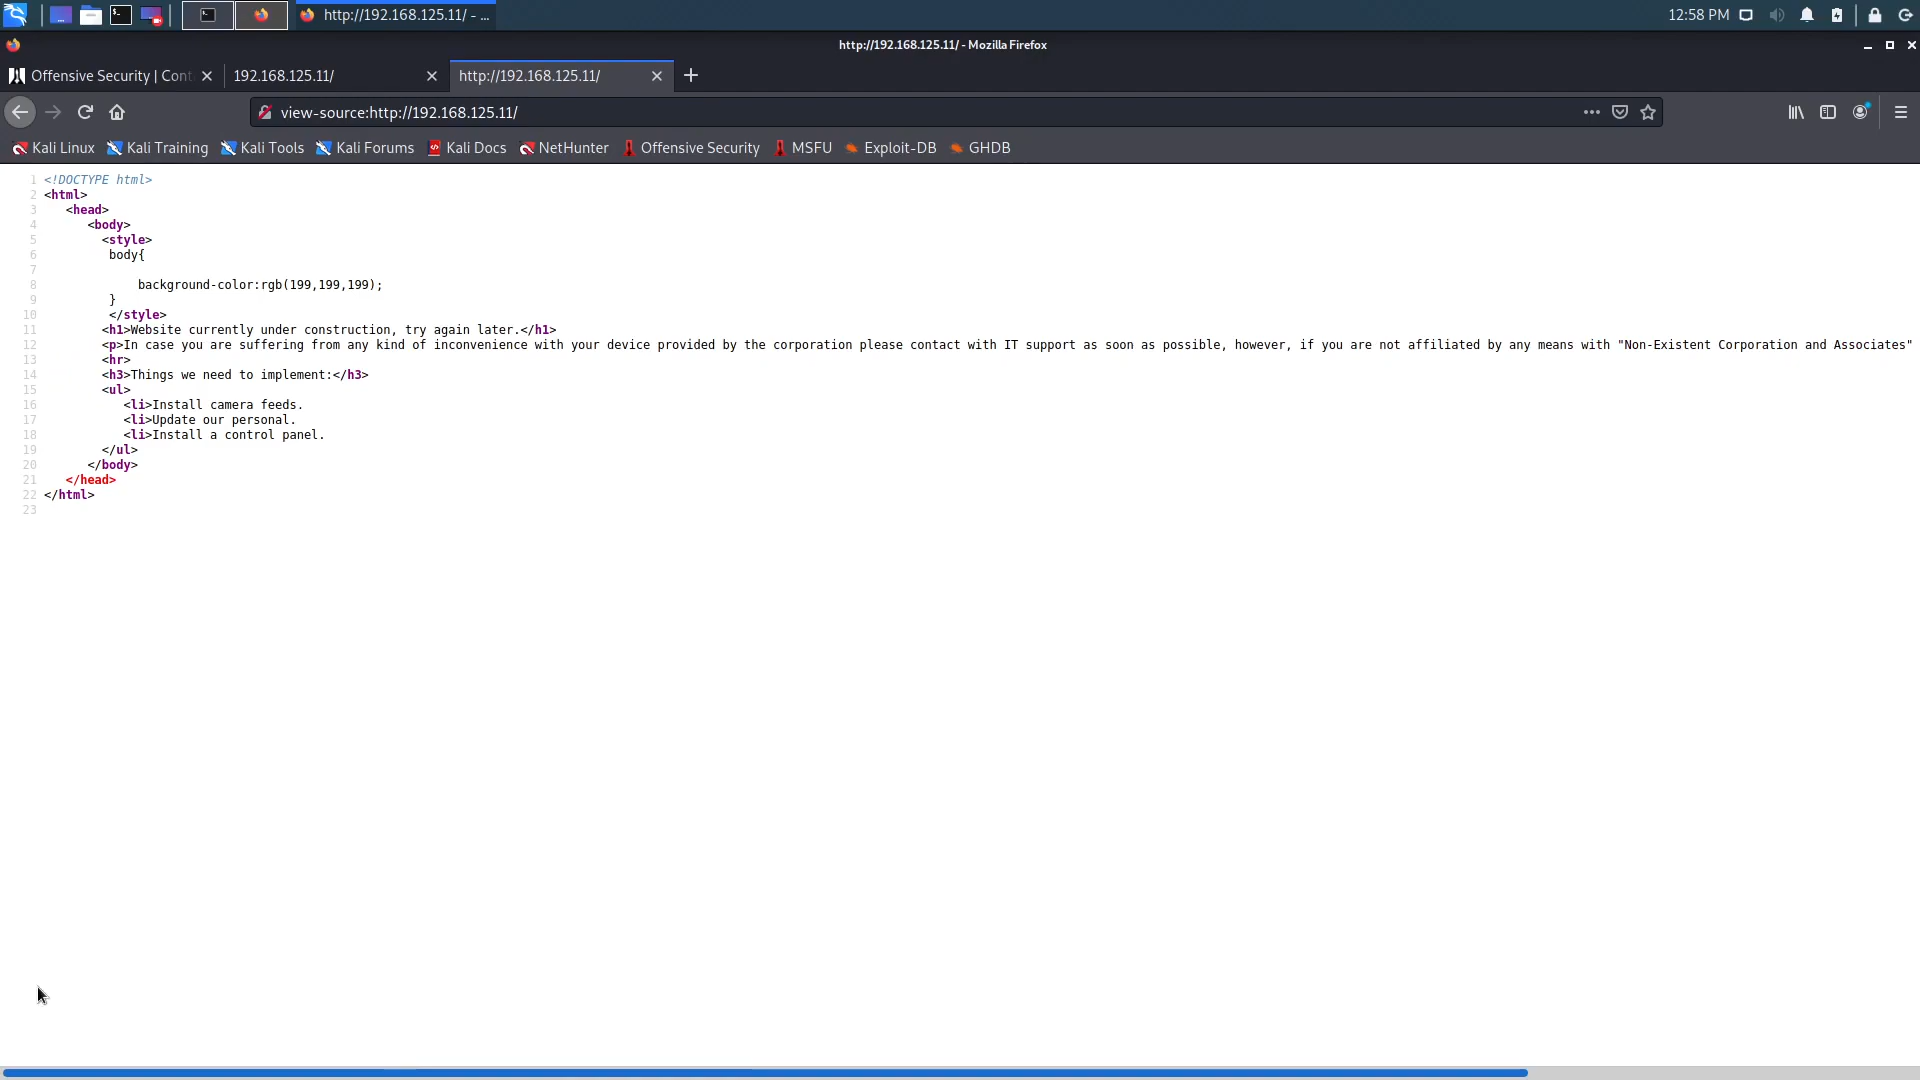 http://192.168.125.11/ - ...
12:58 PM
http://192.168.125.11/ - Mozilla Firefox
Offensive Security | Cont
192.168.125.11/
http://192.168.125.11/
view-source:http://192.168.125.11/
Kali Linux Kali Training Kali Tools Kali Forums Kali Docs NetHunter Offensive Security MSFU Exploit-DB GHDB
1 <!DOCTYPE html>
2 <html>
3 <head>
4 <body>
5 <style>
6 body{
7
8 background-color:rgb(199,199,199);
9 }
10 </style>
11 <h1>Website currently under construction, try again later.</h1>
12 <p>In case you are suffering from any kind of inconvenience with your device provided by the corporation please contact with IT support as soon as possible, however, if you are not affiliated by any means with "Non-Existent Corporation and Associates"
13 <hr>
14 <h3>Things we need to implement:</h3>
15 <ul>
16 <li>Install camera feeds.
17 <li>Update our personal.
18 <li>Install a control panel.
19 </ul>
20 </body>
21 </head>
22 </html>
23